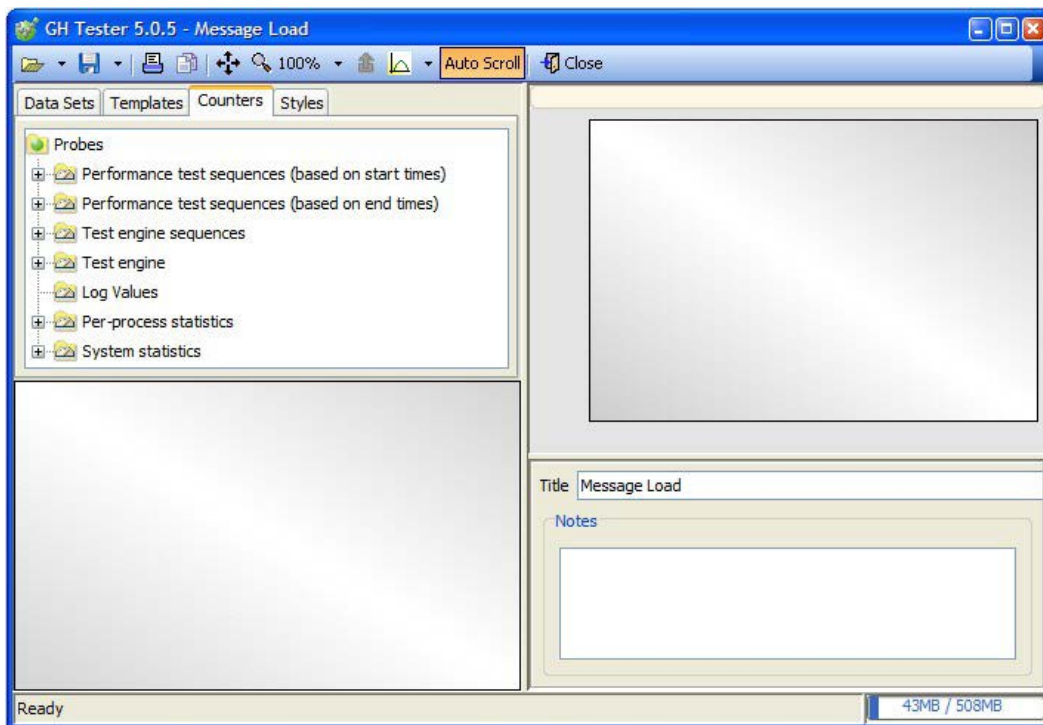 GH Tester 5.0.5 - Message Load
100% Auto Scroll Close
Data Sets Templates Counters Styles
Probes
Performance test sequences (based on start times)
Performance test sequences (based on end times)
Test engine sequences
Test engine
Log Values
Per-process statistics
System statistics
Title Message Load
Notes
Ready 43MB / 508MB